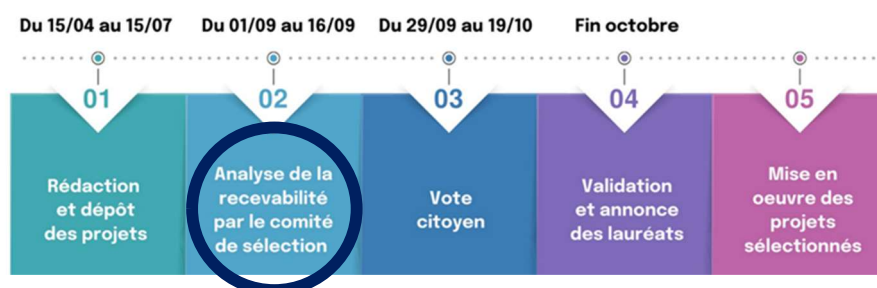 Du 15/04 au 15/07
Du 01/09 au 16/09
Du 29/09 au 19/10
Fin octobre
01
02
03
04
05
Rédaction
et dépôt
des projets
Analyse de la
recevabilité
par le comité
de sélection
Vote
citoyen
Validation
et annonce
des lauréats
Mise en
oeuvre des
projets
sélectionnés